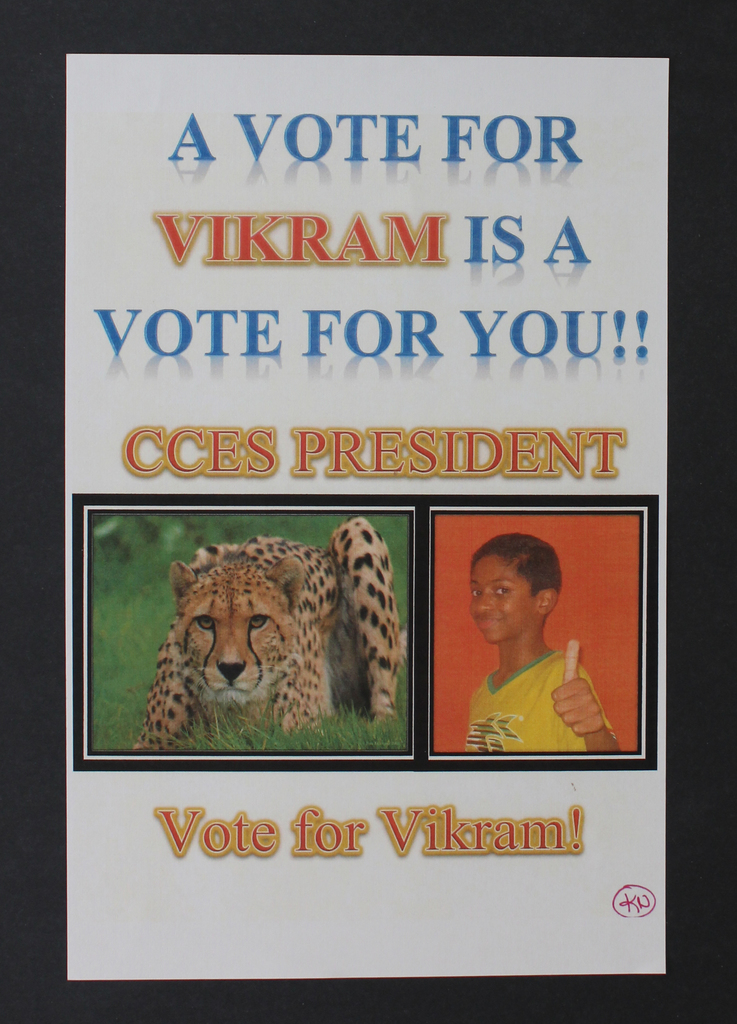 A VOTE FOR
VIKRAM IS A
VOTE FOR YOU!!
CCES PRESIDENT
Vote for Vikram!
KN